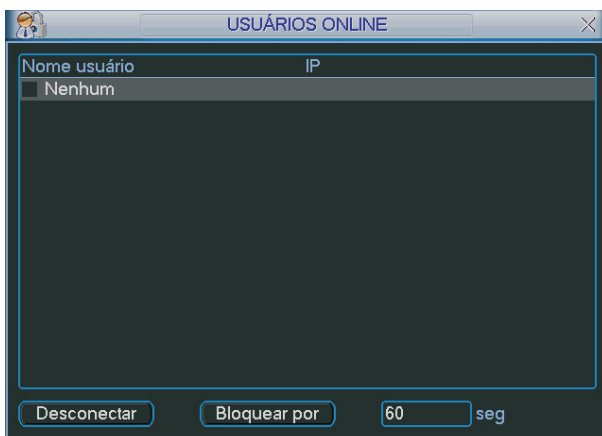 USUÁRIOS ONLINE
Nome usuário IP
Nenhum
Desconectar Bloquear por 60 seg